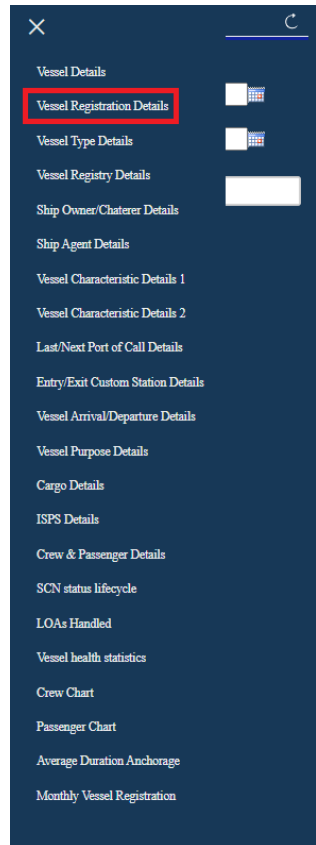 Vessel Details
Vessel Registration Details
Vessel Type Details
Vessel Registry Details
Ship Owner/Chaterer Details
Ship Agent Details
Vessel Characteristic Details 1
Vessel Characteristic Details 2
Last/Next Port of Call Details
Entry/Exit Custom Station Details
Vessel Arrival/Departure Details
Vessel Purpose Details
Cargo Details
ISPS Details
Crew & Passenger Details
SCN status lifecycle
LOAs Handled
Vessel health statistics
Crew Chart
Passenger Chart
Average Duration Anchorage
Monthly Vessel Registration